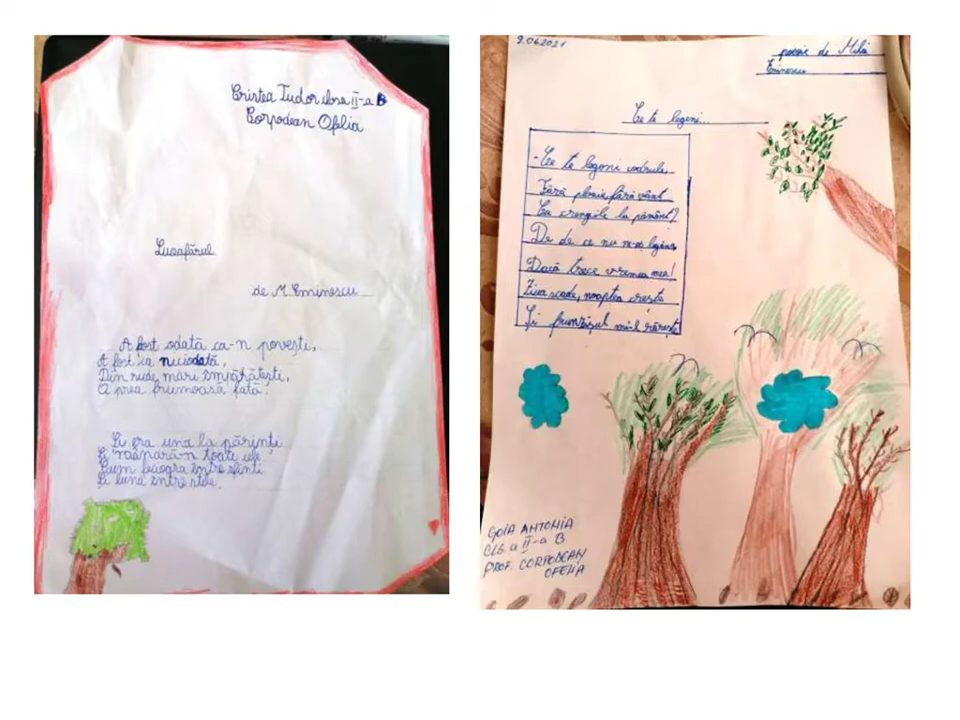 Cristea Tudor clasa II-a B
Corpodean Ofelia
Luceafărul
de M. Eminescu
A fost odată ca-n povești,
A fost ca niciodată,
Din rude mari împărătești,
O prea frumoasă fată.
Și era una la părinți
Și mândră-n toate cele
Cum fecioara între sfinți
Și luna între stele.
9.06.2021
poezie de Mihai
Eminescu
Ce te legeni...
-Ce te legeni codrule,
Fără ploaie, fără vânt
Cu crengile la pământ?
De de ce nu m-aș legăna
Dacă trece vremea mea!
Ziua scade, noaptea crește
Și frunzișul mi-l rărește
GOIA ANTONIA
CLS. a II-a B
PROF. CORPODEAN
OFELIA